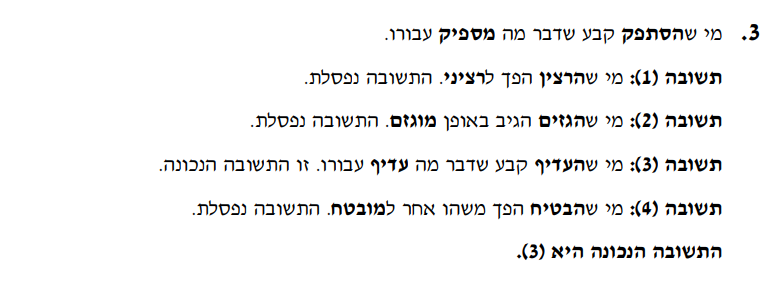 3. מי שהסתפק קבע שדבר מה מספיק עבורו.
תשובה (1): מי שהרצין הפך לרציני. התשובה נפסלת.
תשובה (2): מי שהגזים הגיב באופן מוגזם. התשובה נפסלת.
תשובה (3): מי שהעדיף קבע שדבר מה עדיף עבורו. זו התשובה הנכונה.
תשובה (4): מי שהבטיח הפך משהו אחר למובטח. התשובה נפסלת.
התשובה הנכונה היא (3).